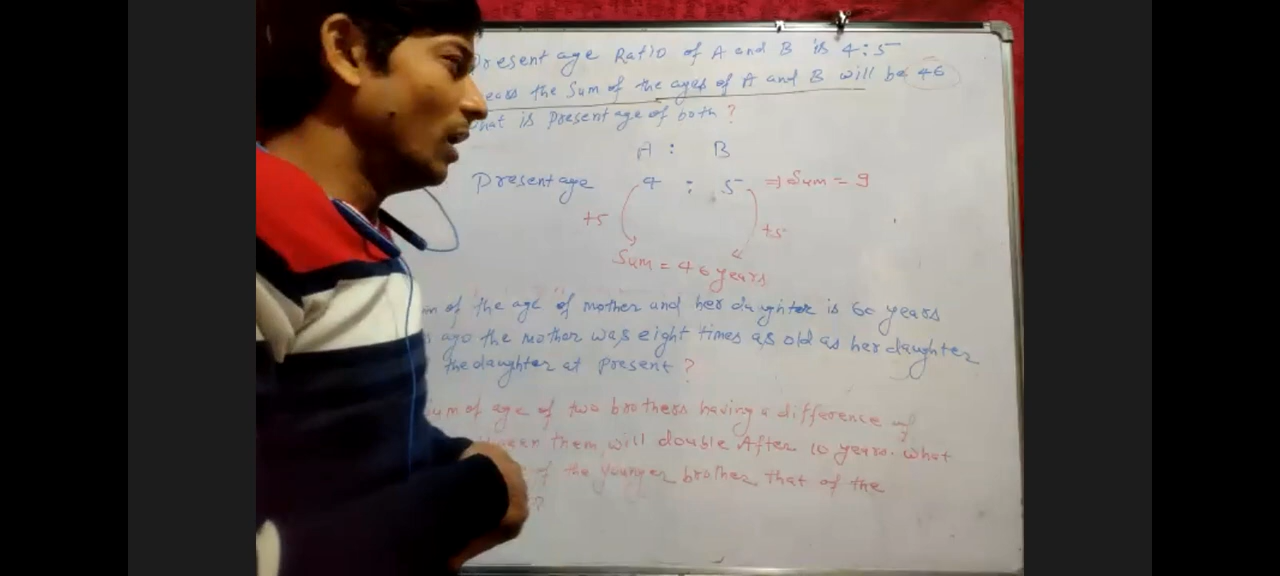 Present age Ratio of A and B is 4:5
ears the Sum of the ages of A and B will be 46
hat is present age of both ?
A : B
Present age 4 : 5 ⇒ Sum = 9
+5 +5
Sum = 46 years
m of the age of mother and her daughter is 60 years
ago the mother was eight times as old as her daughter
the daughter at present ?
um of age of two brothers having a difference of
them will double After 10 years. What
of the younger brother that of the
?